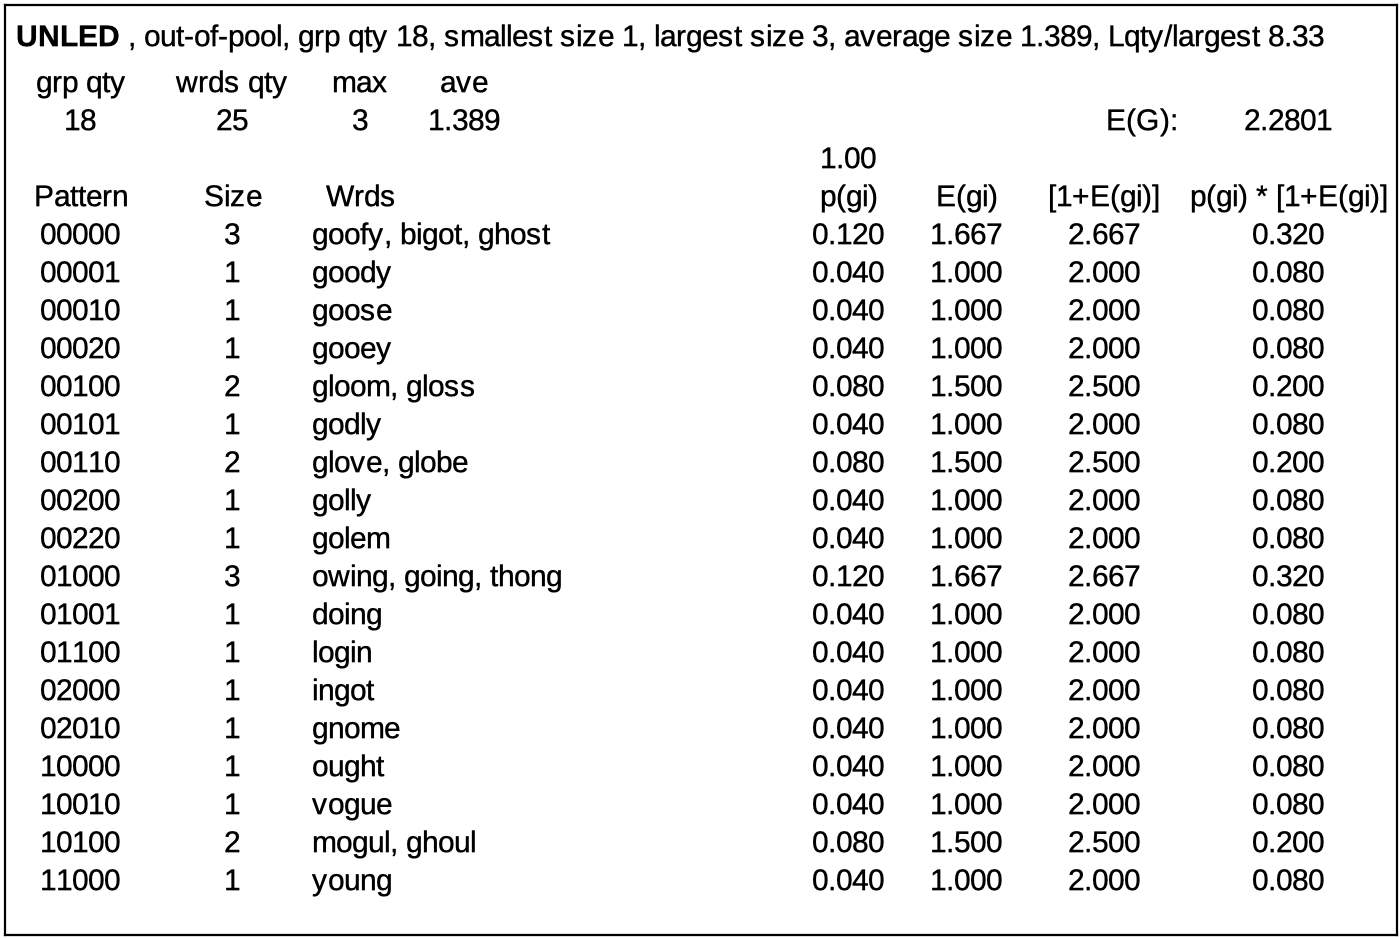 UNLED , out-of-pool, grp qty 18, smallest size 1, largest size 3, average size 1.389, Lqty/largest 8.33
grp qty wrds qty max ave
18 25 3 1.389 E(G): 2.2801
1.00
Pattern Size Wrds p(gi) E(gi) [1+E(gi)] p(gi) * [1+E(gi)]
00000 3 goofy, bigot, ghost 0.120 1.667 2.667 0.320
00001 1 goody 0.040 1.000 2.000 0.080
00010 1 goose 0.040 1.000 2.000 0.080
00020 1 gooey 0.040 1.000 2.000 0.080
00100 2 gloom, gloss 0.080 1.500 2.500 0.200
00101 1 godly 0.040 1.000 2.000 0.080
00110 2 glove, globe 0.080 1.500 2.500 0.200
00200 1 golly 0.040 1.000 2.000 0.080
00220 1 golem 0.040 1.000 2.000 0.080
01000 3 owing, going, thong 0.120 1.667 2.667 0.320
01001 1 doing 0.040 1.000 2.000 0.080
01100 1 login 0.040 1.000 2.000 0.080
02000 1 ingot 0.040 1.000 2.000 0.080
02010 1 gnome 0.040 1.000 2.000 0.080
10000 1 ought 0.040 1.000 2.000 0.080
10010 1 vogue 0.040 1.000 2.000 0.080
10100 2 mogul, ghoul 0.080 1.500 2.500 0.200
11000 1 young 0.040 1.000 2.000 0.080